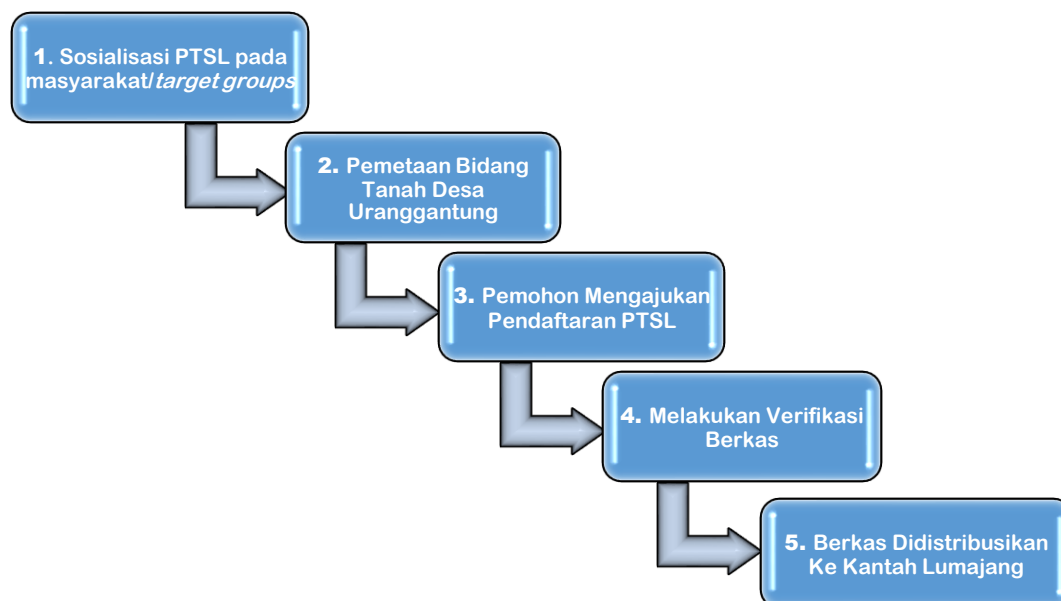 1. Sosialisasi PTSL pada
masyarakat/target groups
2. Pemetaan Bidang
Tanah Desa
Uranggantung
3. Pemohon Mengajukan
Pendaftaran PTSL
4. Melakukan Verifikasi
Berkas
5. Berkas Didistribusikan
Ke Kantah Lumajang